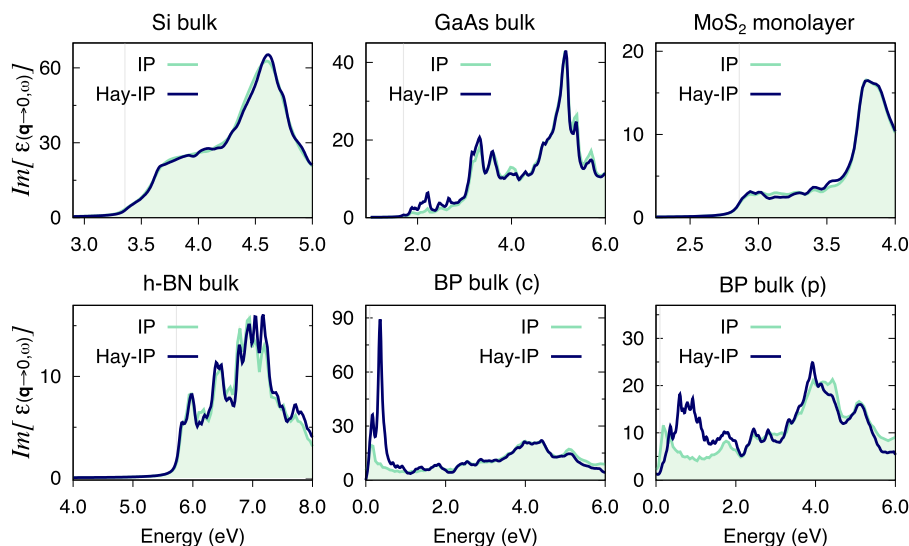 Si bulk
GaAs bulk
MoS₂ monolayer
Im[ ε(q→0,ω)]
60
30
0
IP
Hay-IP
3.0
3.5
4.0
4.5
5.0
40
20
0
IP
Hay-IP
2.0
4.0
6.0
20
10
0
IP
Hay-IP
2.5
3.0
3.5
4.0
h-BN bulk
BP bulk (c)
BP bulk (p)
Im[ ε(q→0,ω)]
10
0
IP
Hay-IP
4.0
5.0
6.0
7.0
8.0
Energy (eV)
90
60
30
0
IP
Hay-IP
0.0
2.0
4.0
6.0
Energy (eV)
30
20
10
0
IP
Hay-IP
0.0
2.0
4.0
6.0
Energy (eV)